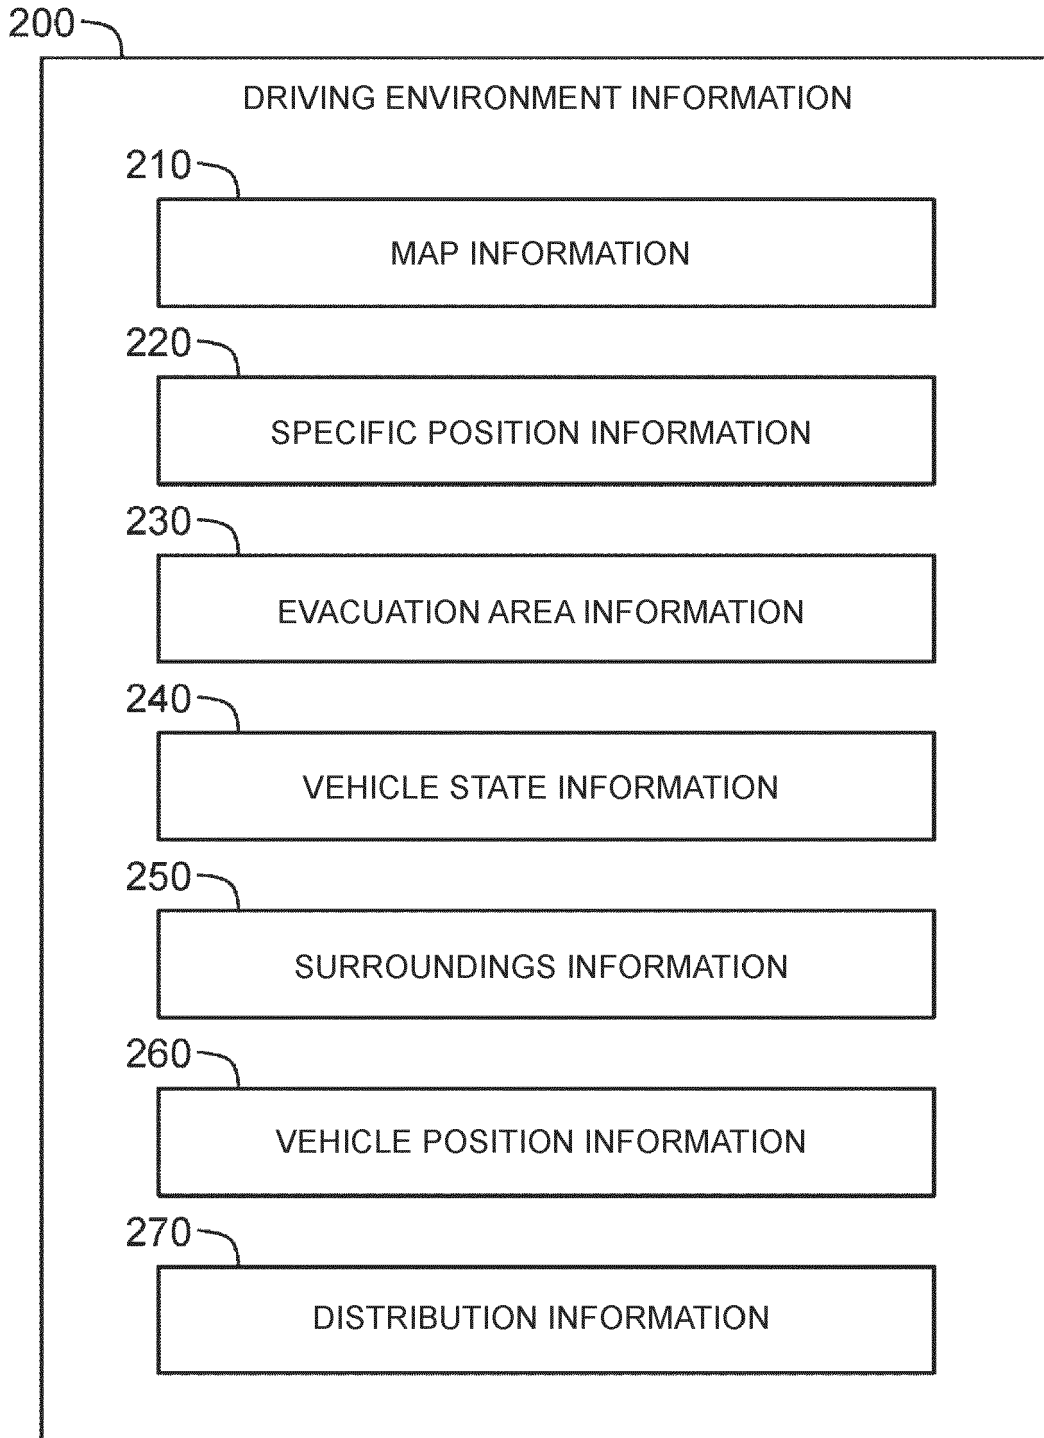 200
DRIVING ENVIRONMENT INFORMATION
210
MAP INFORMATION
220
SPECIFIC POSITION INFORMATION
230
EVACUATION AREA INFORMATION
240
VEHICLE STATE INFORMATION
250
SURROUNDINGS INFORMATION
260
VEHICLE POSITION INFORMATION
270
DISTRIBUTION INFORMATION